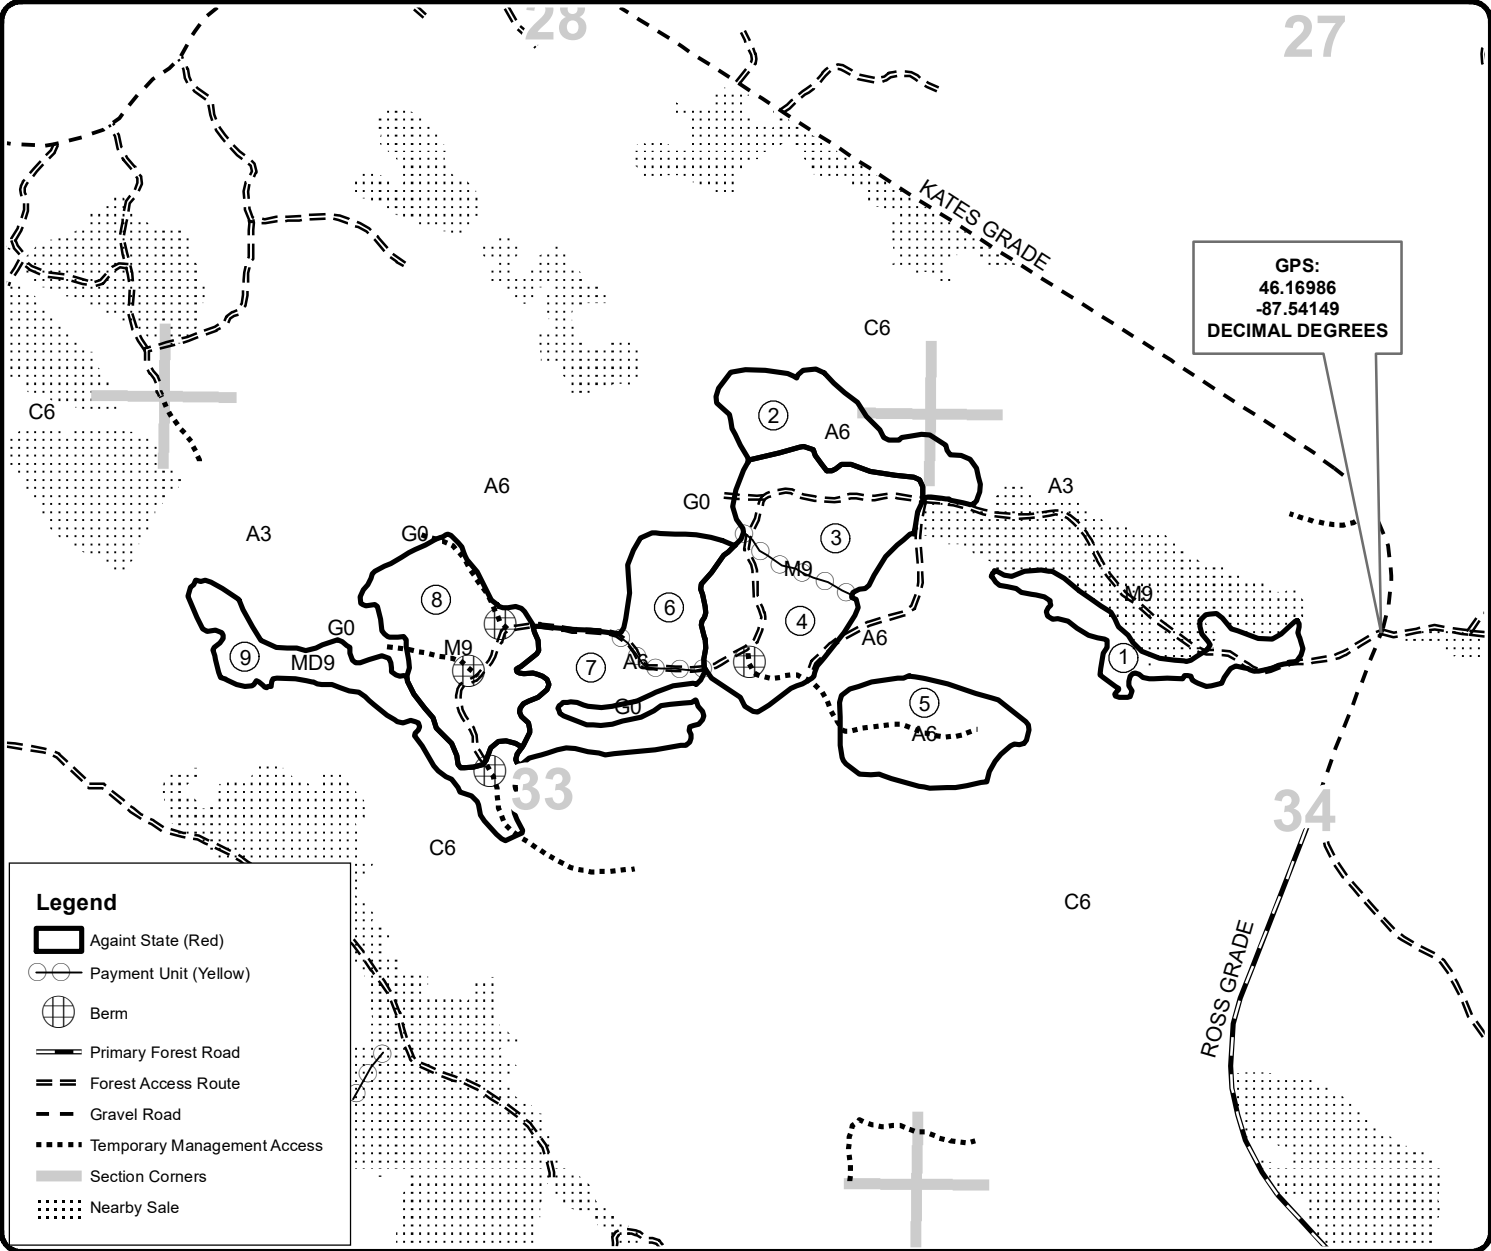 28
27
KATES GRADE
GPS:
46.16986
-87.54149
DECIMAL DEGREES
C6
C6
2
A6
A6
A3
G0
A3
G0
3
M9
M9
8
6
4
G0
A6
M9
9
MD9
7
A6
1
5
G0
A6
33
34
C6
C6
ROSS GRADE
Legend
Againt State (Red)
Payment Unit (Yellow)
Berm
Primary Forest Road
Forest Access Route
Gravel Road
Temporary Management Access
Section Corners
Nearby Sale